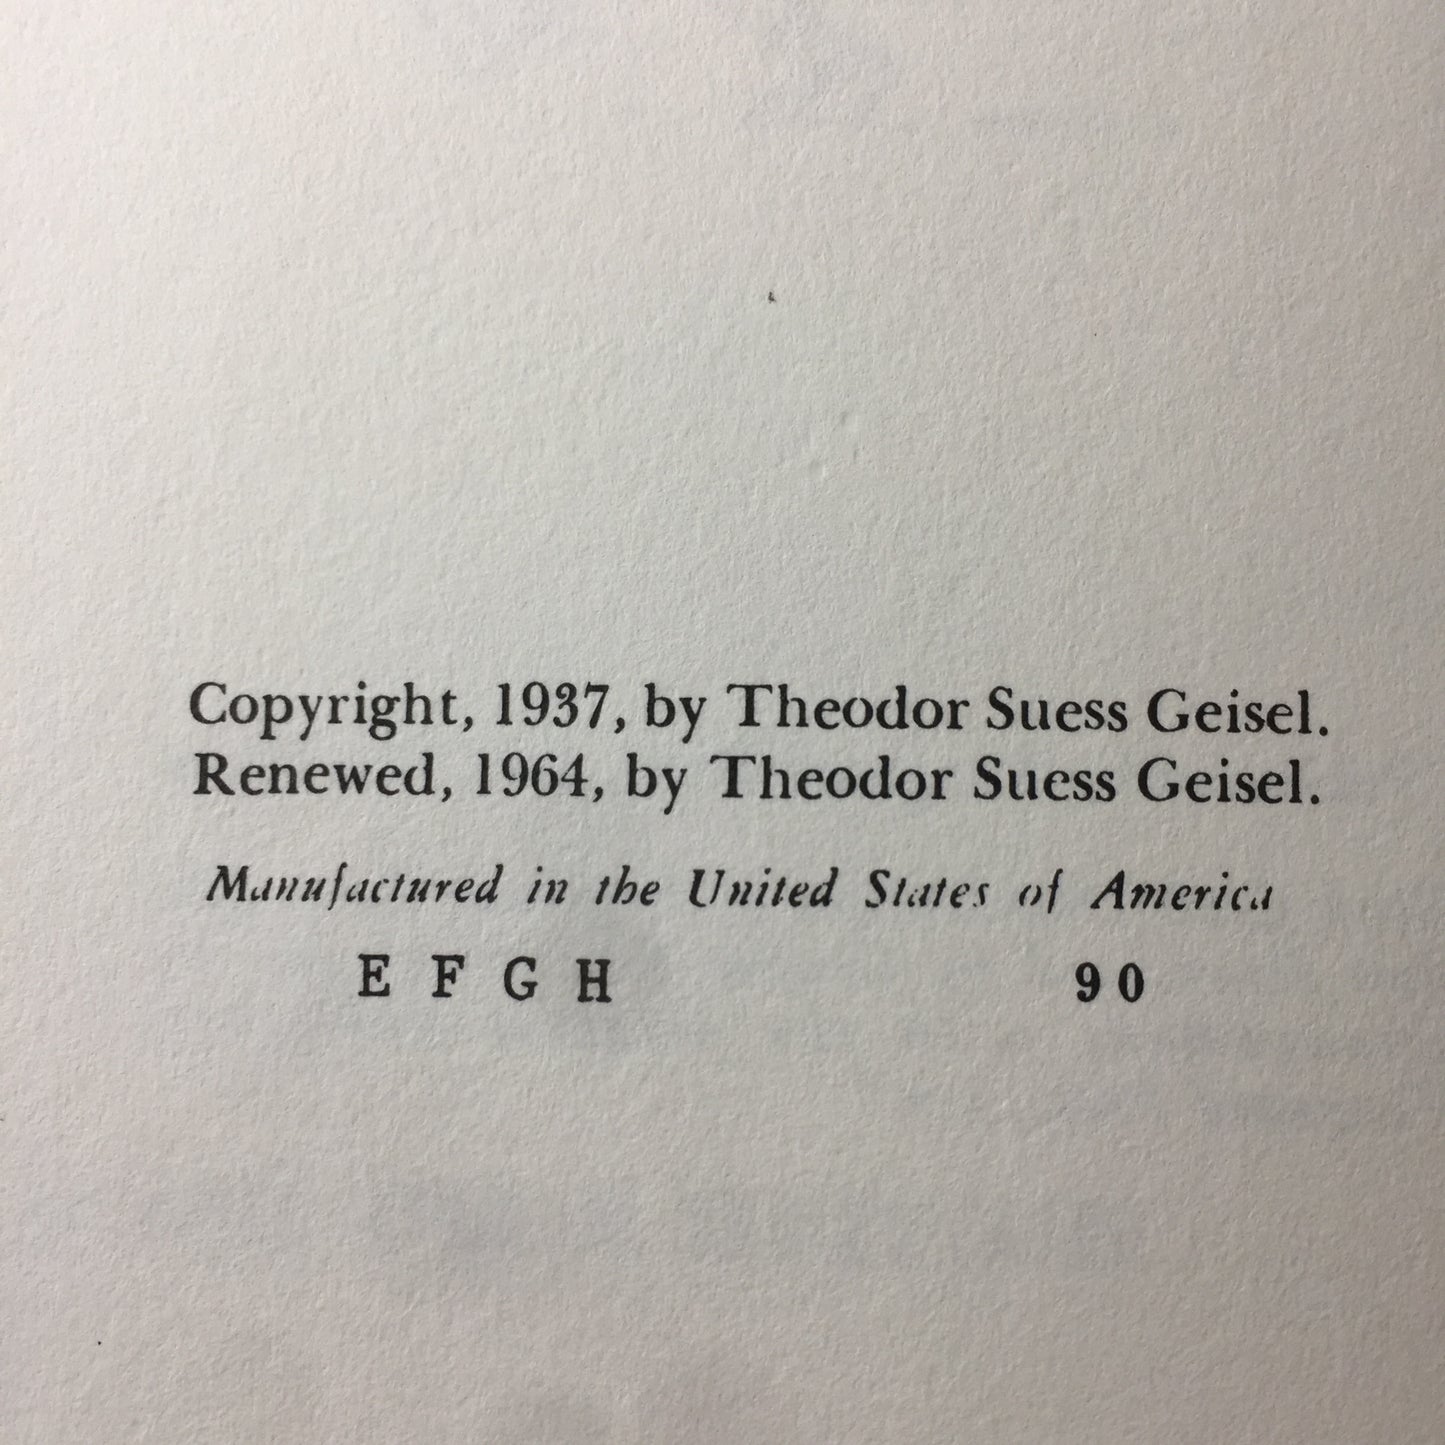 Copyright, 1937, by Theodor Suess Geisel.
Renewed, 1964, by Theodor Suess Geisel.
Manufactured in the United States of America
E F G H 90